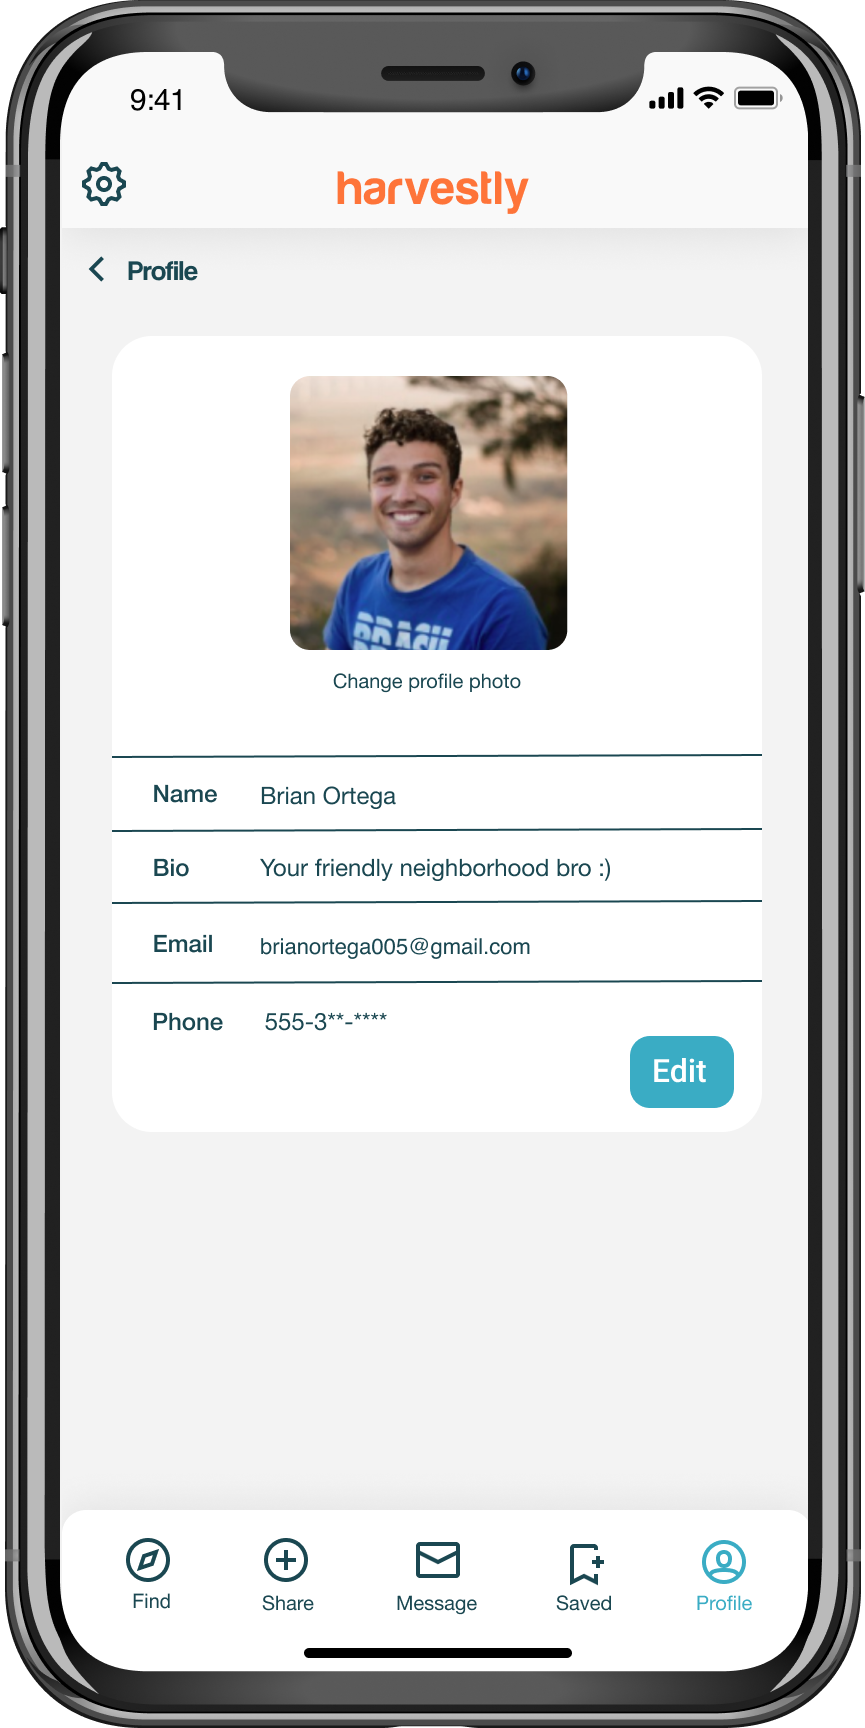 9:41
harvestly
Profile
Change profile photo
Name Brian Ortega
Bio Your friendly neighborhood bro :)
Email brianortega005@gmail.com
Phone 555-3**-****
Edit
Find Share Message Saved Profile